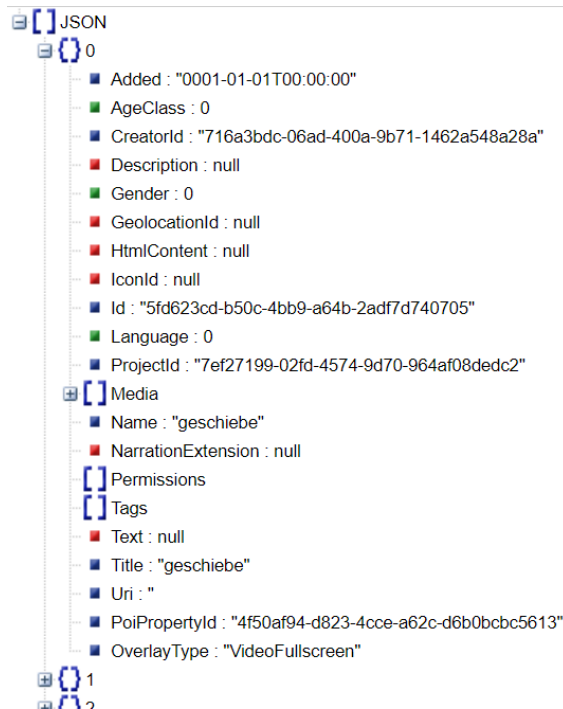 JSON
0
Added : "0001-01-01T00:00:00"
AgeClass : 0
CreatorId : "716a3bdc-06ad-400a-9b71-1462a548a28a"
Description : null
Gender : 0
GeolocationId : null
HtmlContent : null
IconId : null
Id : "5fd623cd-b50c-4bb9-a64b-2adf7d740705"
Language : 0
ProjectId : "7ef27199-02fd-4574-9d70-964af08dedc2"
Media
Name : "geschiebe"
NarrationExtension : null
Permissions
Tags
Text : null
Title : "geschiebe"
Uri : "
PoiPropertyId : "4f50af94-d823-4cce-a62c-d6b0bcbc5613"
OverlayType : "VideoFullscreen"
1
2